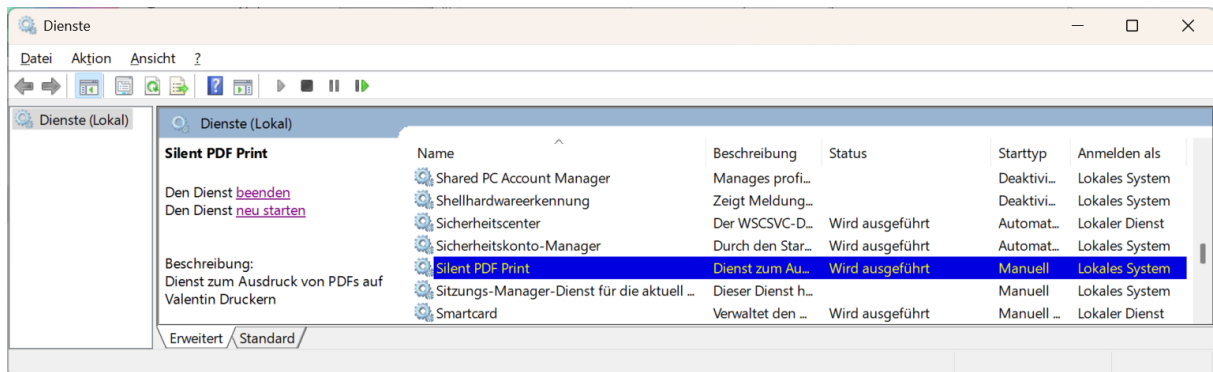 Dienste
Datei Aktion Ansicht ?
Dienste (Lokal)
Dienste (Lokal)
Silent PDF Print
Den Dienst beenden
Den Dienst neu starten
Beschreibung:
Dienst zum Ausdruck von PDFs auf
Valentin Druckern
Name Beschreibung Status Starttyp Anmelden als
Shared PC Account Manager Manages profi... Deaktivi... Lokales System
Shellhardwareerkennung Zeigt Meldung... Deaktivi... Lokales System
Sicherheitscenter Der WSCSVC-D... Wird ausgeführt Automat... Lokaler Dienst
Sicherheitskonto-Manager Durch den Star... Wird ausgeführt Automat... Lokales System
Silent PDF Print Dienst zum Au... Wird ausgeführt Manuell Lokales System
Sitzungs-Manager-Dienst für die aktuell ... Dieser Dienst h... Manuell Lokales System
Smartcard Verwaltet den ... Wird ausgeführt Manuell ... Lokaler Dienst
Erweitert Standard